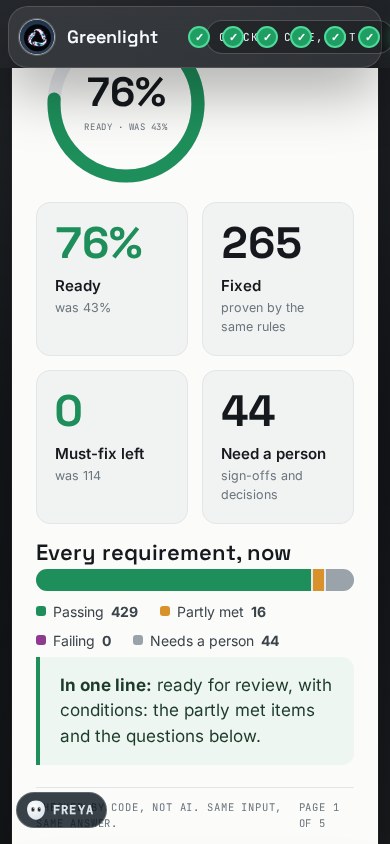 Greenlight
76%
READY · WAS 43%
76%
Ready
was 43%
265
Fixed
proven by the
same rules
0
Must-fix left
was 114
44
Need a person
sign-offs and
decisions
Every requirement, now
Passing 429
Partly met 16
Failing 0
Needs a person 44
In one line: ready for review, with
conditions: the partly met items
and the questions below.
CODE, NOT AI. SAME INPUT,
ANSWER.
PAGE 1
OF 5
FREYA